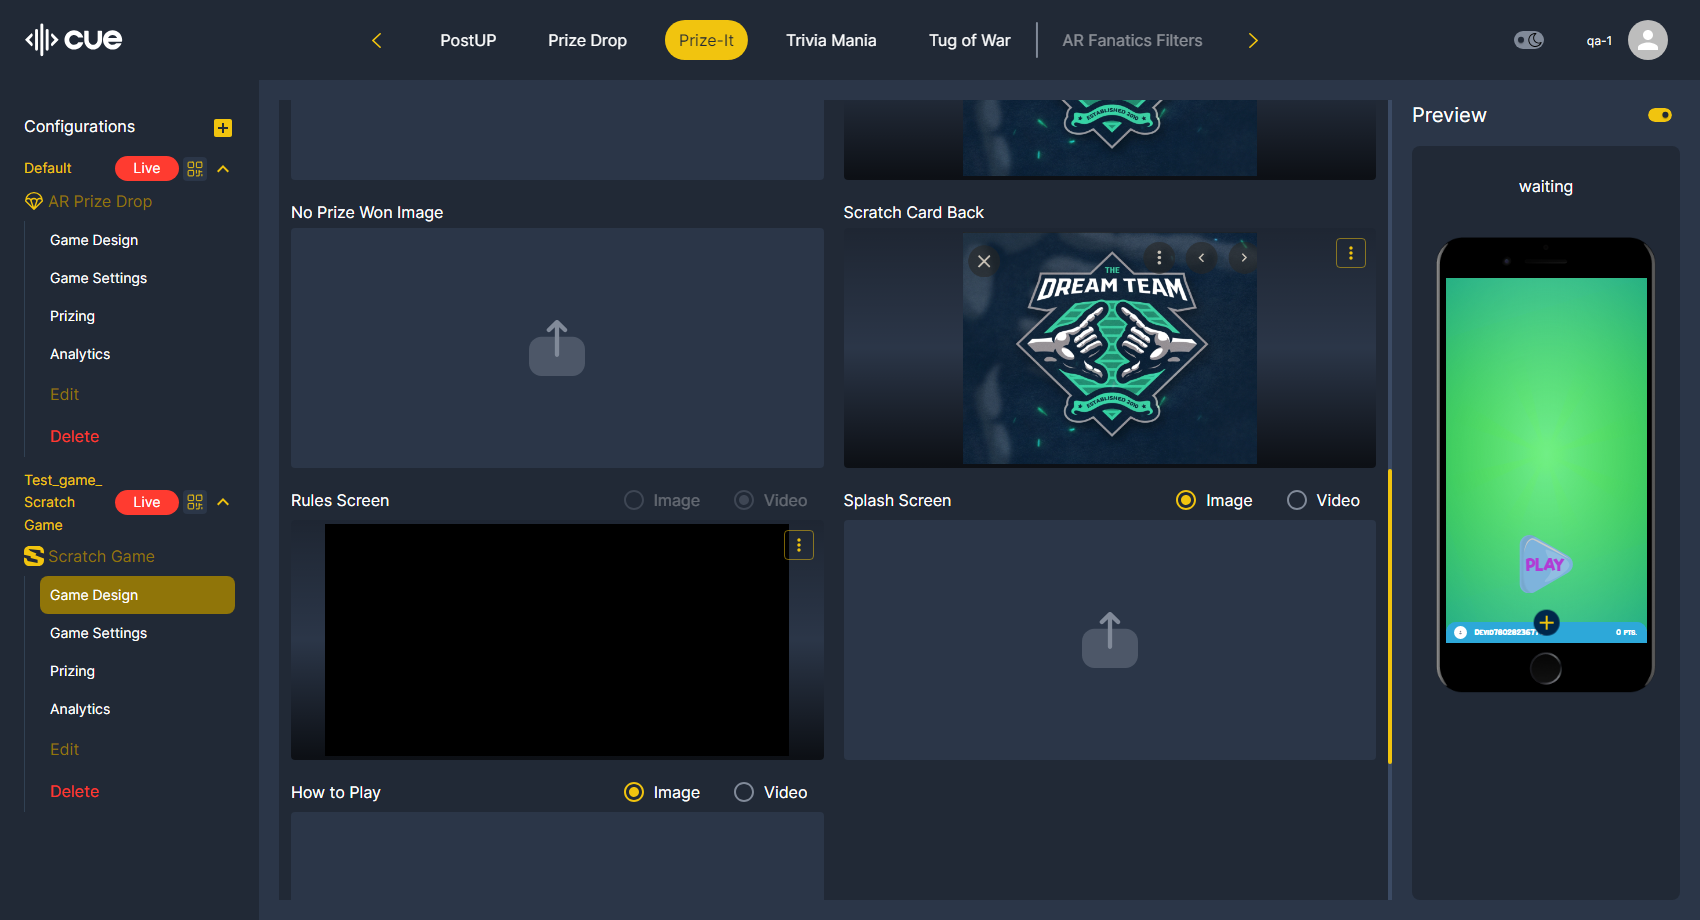 cue
PostUP
Prize Drop
Prize-It
Trivia Mania
Tug of War
AR Fanatics Filters
qa-1
Configurations
Default
Live
AR Prize Drop
Game Design
Game Settings
Prizing
Analytics
Edit
Delete
Test_game_
Scratch
Game
Live
Scratch Game
Game Design
Game Settings
Prizing
Analytics
Edit
Delete
ESTABLISHED 2010
No Prize Won Image
Scratch Card Back
THE
DREAM TEAM
ESTABLISHED 2010
Rules Screen
Image
Video
Splash Screen
Image
Video
How to Play
Image
Video
Preview
waiting
PLAY
0 PTS.